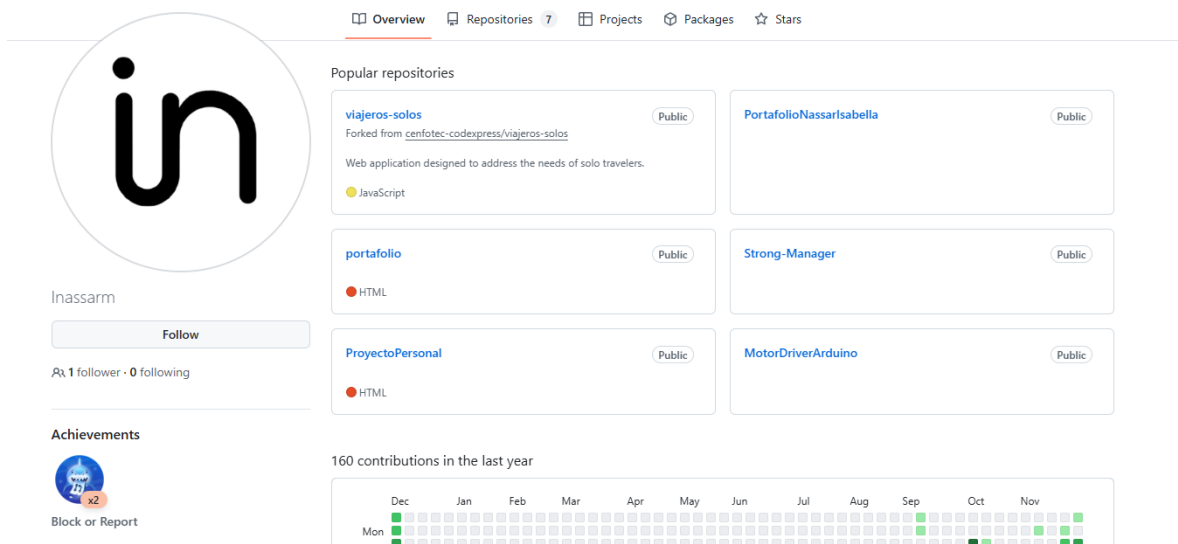 Overview Repositories 7 Projects Packages Stars
in
Inassarm
Follow
1 follower · 0 following
Achievements
x2
Block or Report
Popular repositories
viajeros-solos Public
Forked from cenfotec-codexpress/viajeros-solos
Web application designed to address the needs of solo travelers.
JavaScript
PortafolioNassarIsabella Public
portafolio Public
HTML
Strong-Manager Public
ProyectoPersonal Public
HTML
MotorDriverArduino Public
160 contributions in the last year
Dec Jan Feb Mar Apr May Jun Jul Aug Sep Oct Nov
Mon